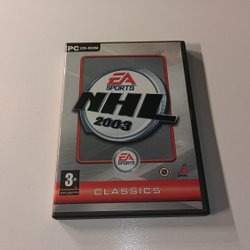 PC CD-ROM
EA
SPORTS
NHL
2003
EA
SPORTS
3+
CLASSICS